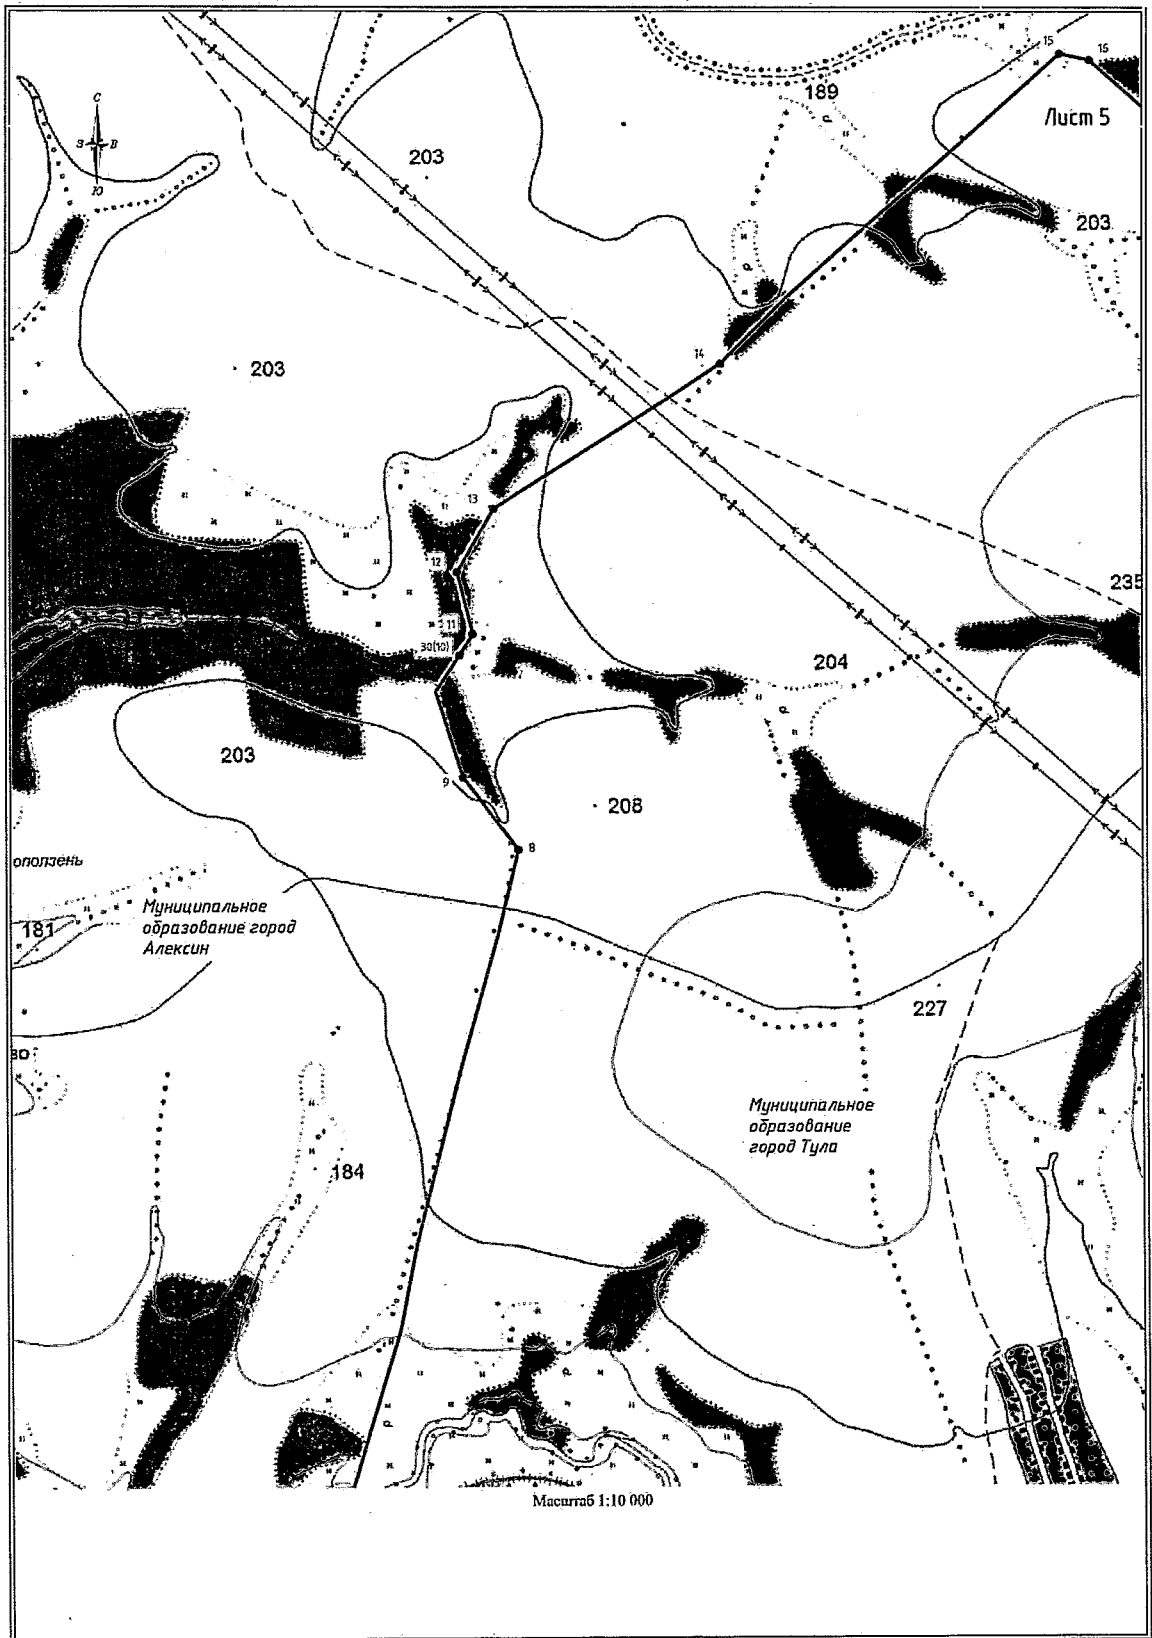 15
15
189
Лист 5
С
З В
Ю
203
203
203
14
13
12
11
30(10)
235
204
203
9
208
8
оползень
Муниципальное
образование город
Алексин
181
227
Муниципальное
образование
город Тула
184
Масштаб 1:10 000